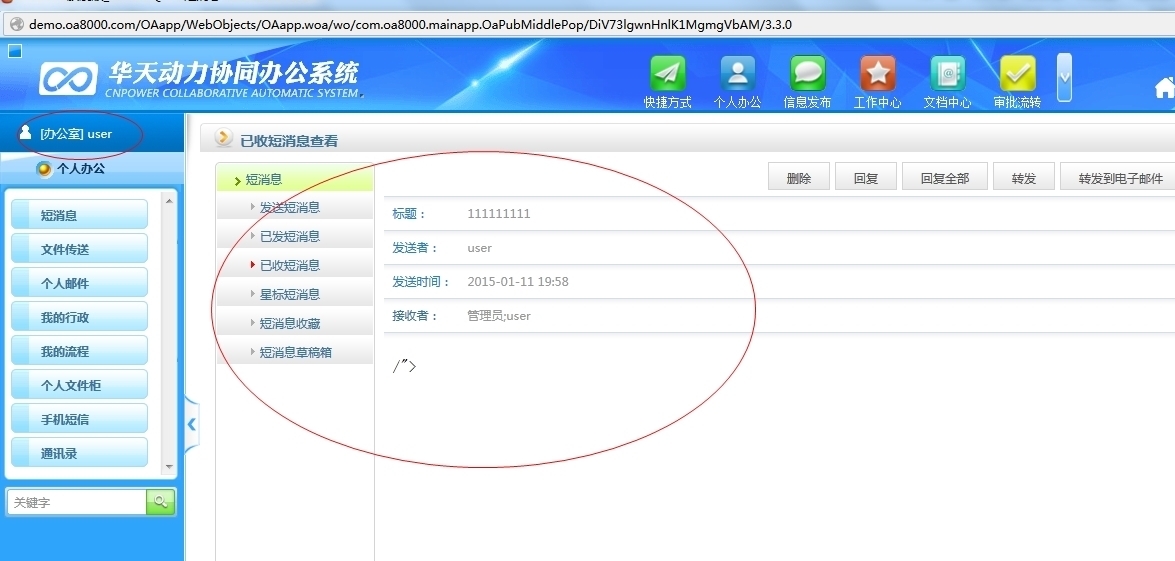 demo.oa8000.com/OAapp/WebObjects/OAapp.woa/wo/com.oa8000.mainapp.OaPubMiddlePop/DiV73lgwnHnlK1MgmgVbAM/3.3.0
华天动力协同办公系统
CNPOWER COLLABORATIVE AUTOMATIC SYSTEM.
快捷方式 个人办公 信息发布 工作中心 文档中心 审批流转
[办公室] user
个人办公
短消息
文件传送
个人邮件
我的行政
我的流程
个人文件柜
手机短信
通讯录
关键字
已收短消息查看
短消息
发送短消息
已发短消息
已收短消息
星标短消息
短消息收藏
短消息草稿箱
删除 回复 回复全部 转发 转发到电子邮件
标题： 111111111
发送者： user
发送时间： 2015-01-11 19:58
接收者： 管理员;user
/">